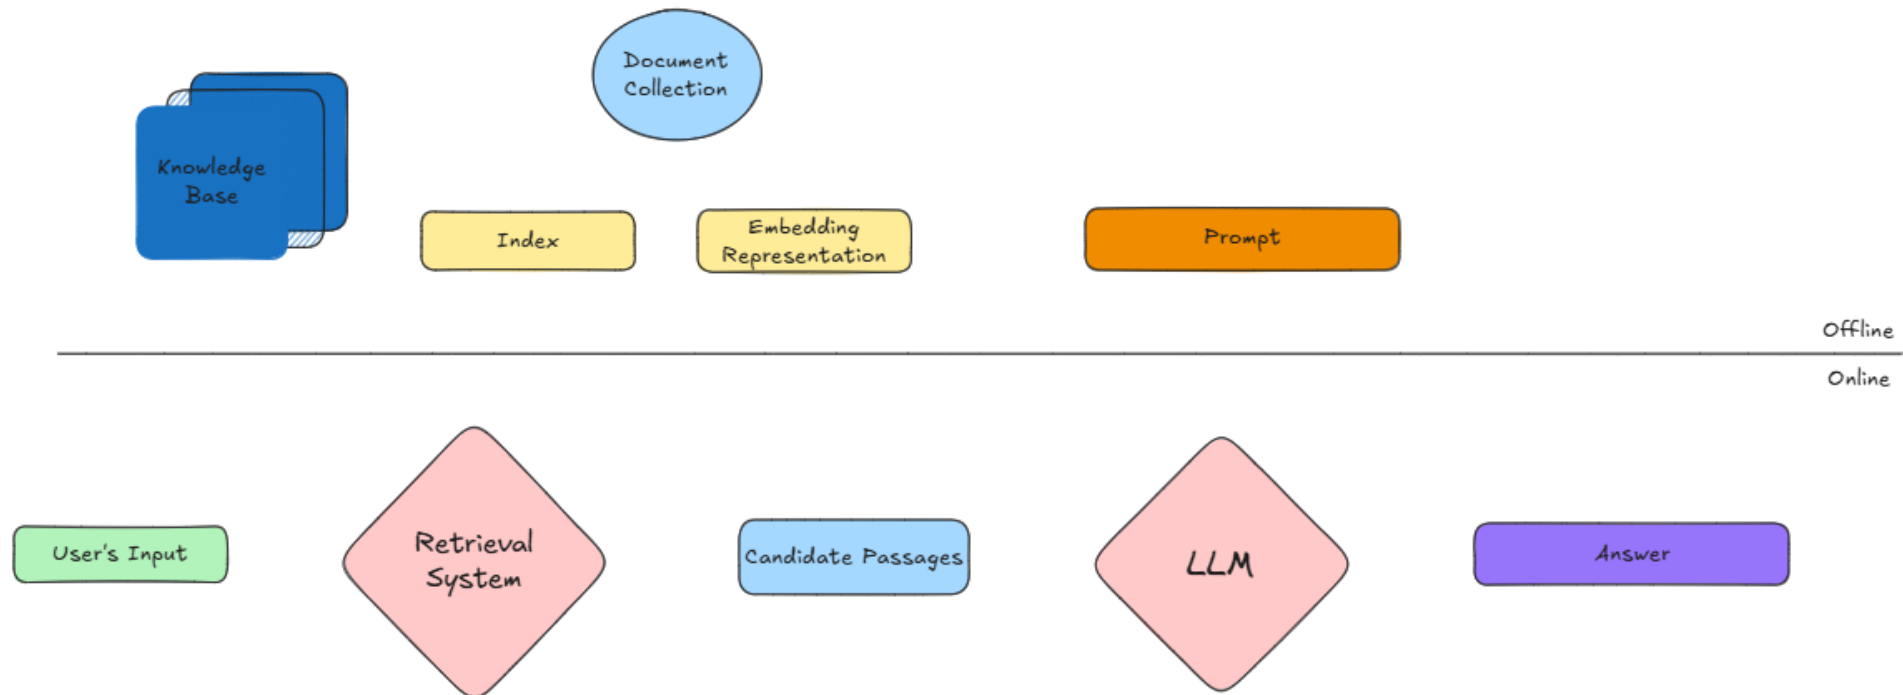 Document
Collection
Knowledge
Base
Index
Embedding
Representation
Prompt
Offline
Online
User's Input
Retrieval
System
Candidate Passages
LLM
Answer